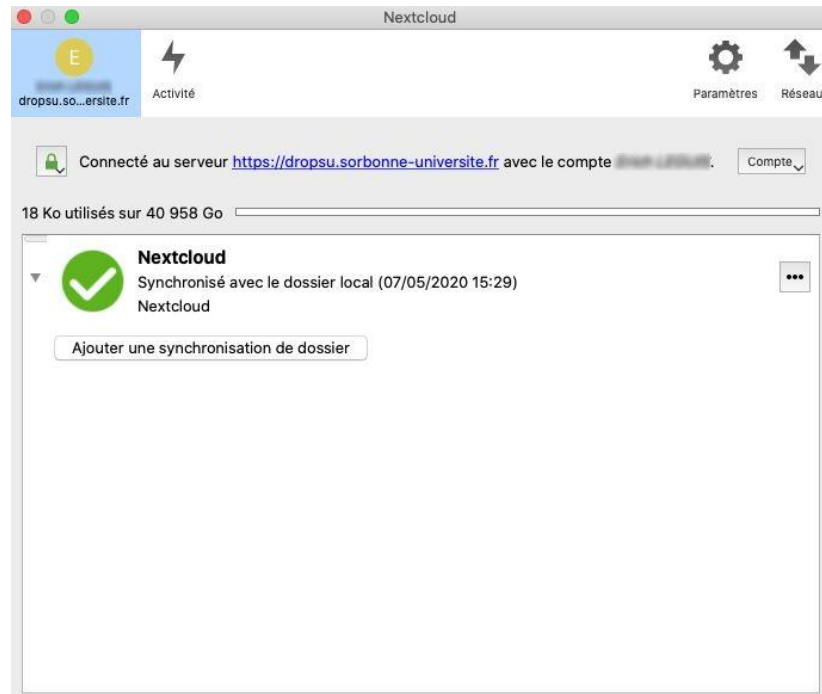 Nextcloud
E
dropsu.so...ersite.fr
Activité
Paramètres
Réseau
Connecté au serveur https://dropsu.sorbonne-universite.fr avec le compte .
Compte
18 Ko utilisés sur 40 958 Go
Nextcloud
Synchronisé avec le dossier local (07/05/2020 15:29)
Nextcloud
Ajouter une synchronisation de dossier